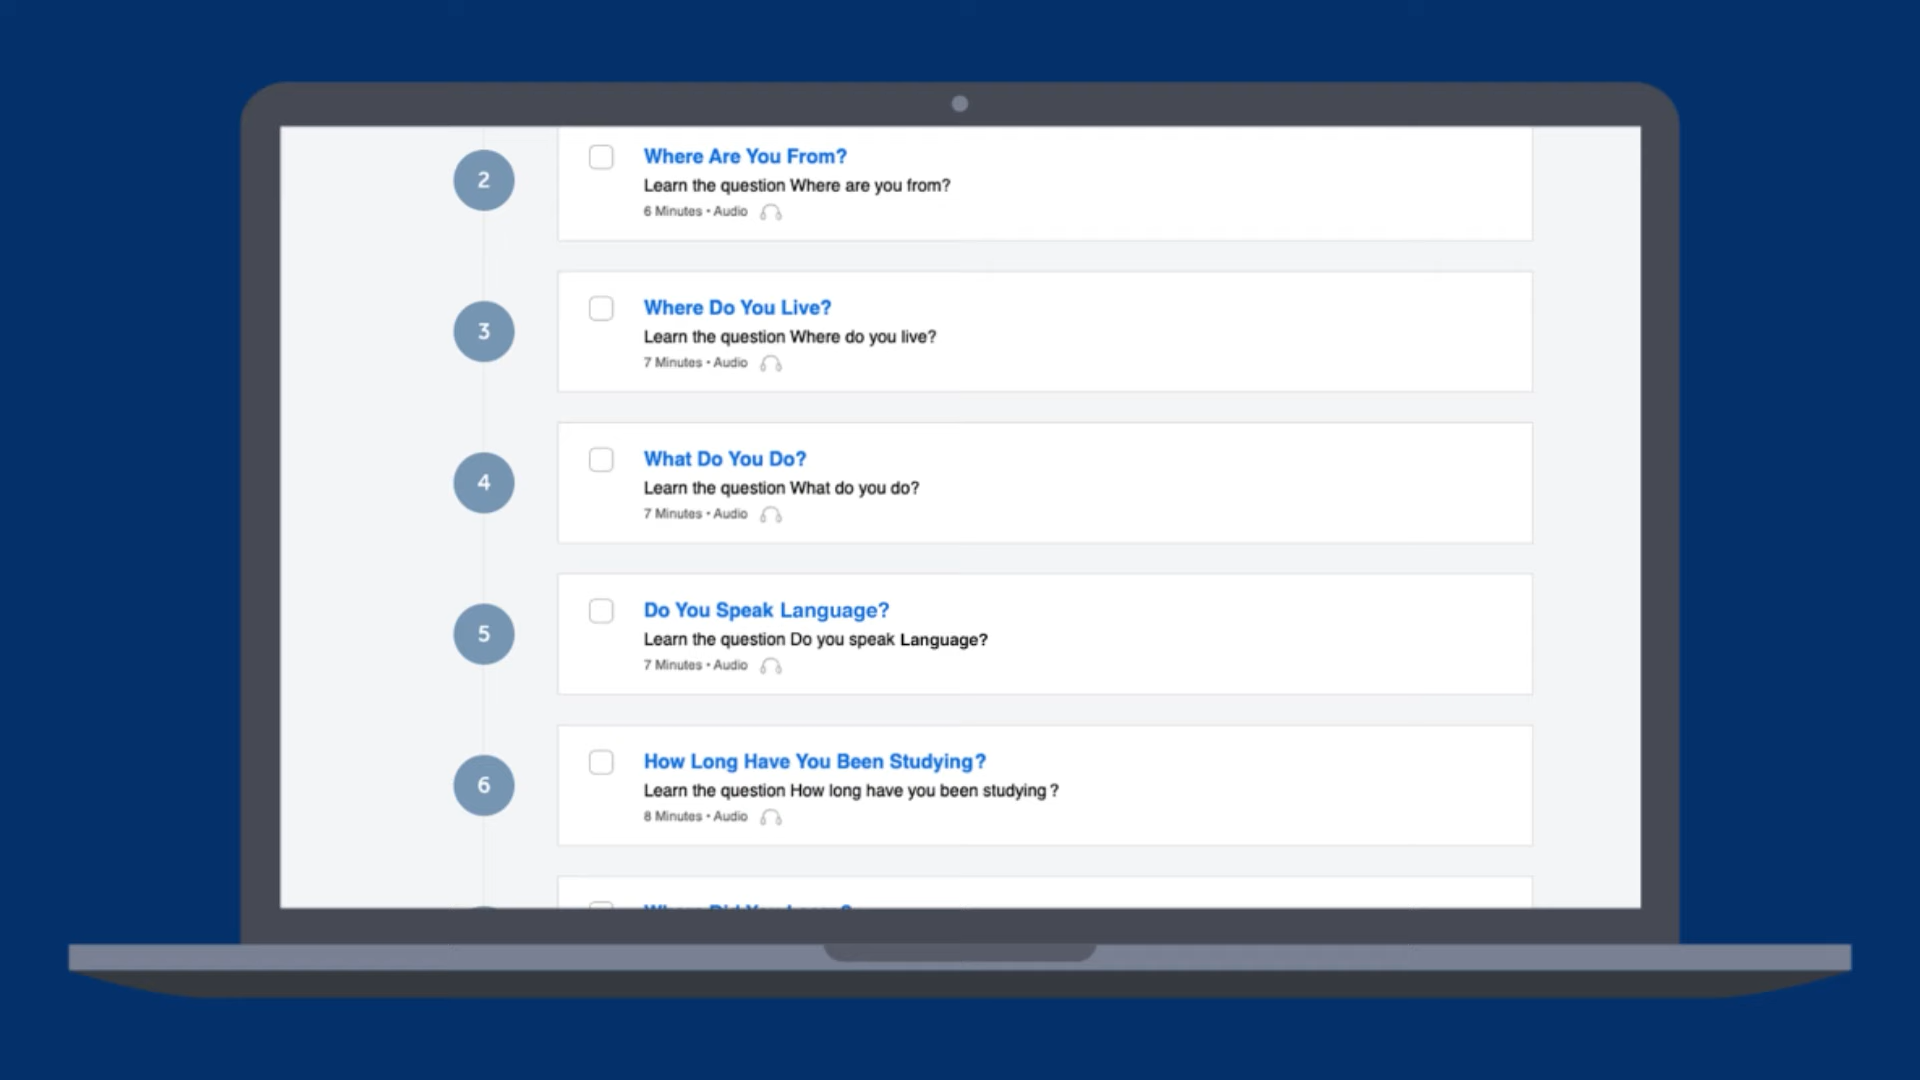 2
Where Are You From?
Learn the question Where are you from?
6 Minutes • Audio
3
Where Do You Live?
Learn the question Where do you live?
7 Minutes • Audio
4
What Do You Do?
Learn the question What do you do?
7 Minutes • Audio
5
Do You Speak Language?
Learn the question Do you speak Language?
7 Minutes • Audio
6
How Long Have You Been Studying?
Learn the question How long have you been studying ?
8 Minutes • Audio